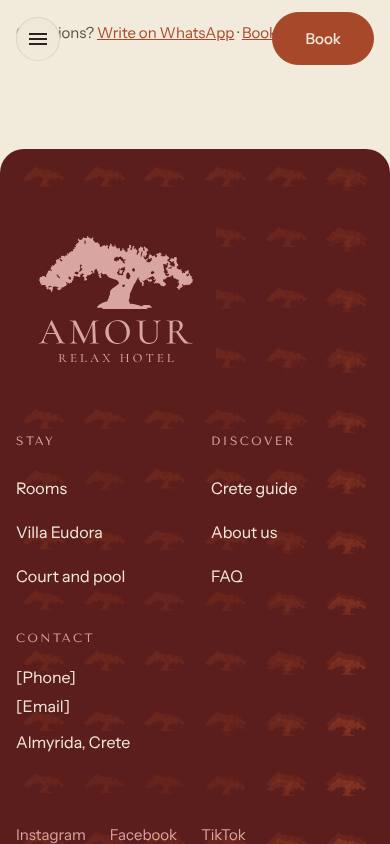 ions? Write on WhatsApp · Book
Book
AMOUR
RELAX HOTEL
STAY
DISCOVER
Rooms
Crete guide
Villa Eudora
About us
Court and pool
FAQ
CONTACT
[Phone]
[Email]
Almyrida, Crete
Instagram Facebook TikTok